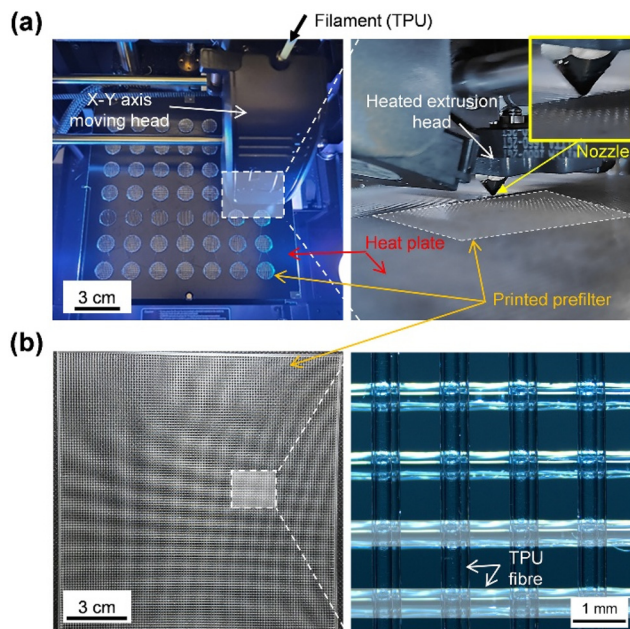 (a)
Filament (TPU)
X-Y axis
moving head
Heated extrusion
head
Nozzle
Heat plate
3 cm
Printed prefilter
(b)
TPU
fibre
3 cm
1 mm